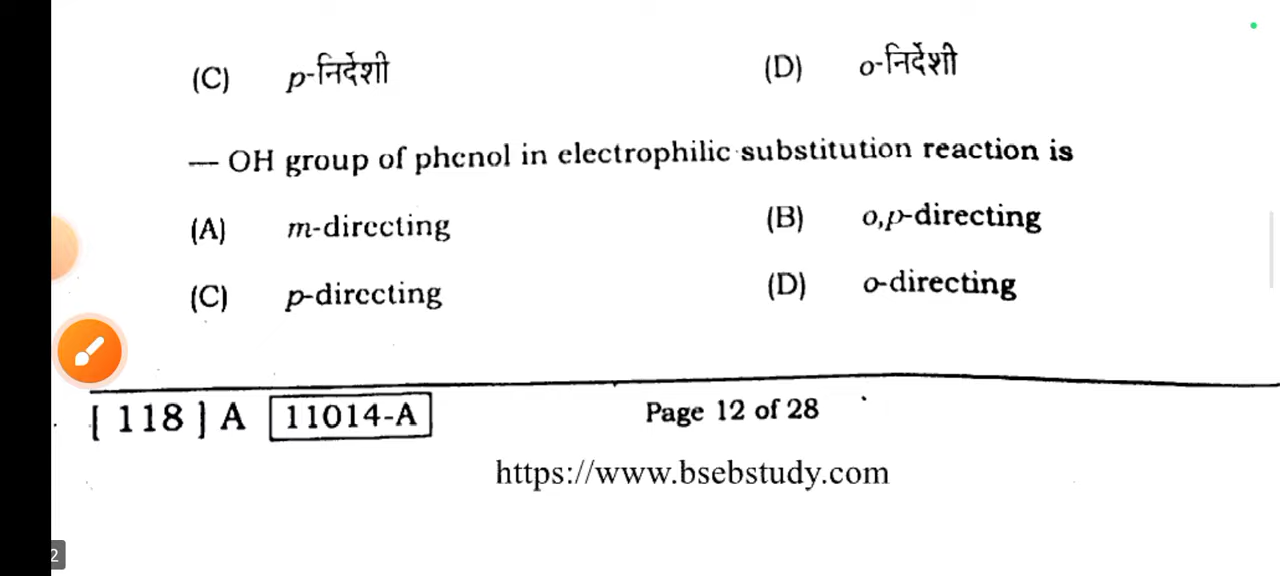 (C) p-निर्देशी (D) o-निर्देशी
— OH group of phenol in electrophilic substitution reaction is
(A) m-directing (B) o,p-directing
(C) p-directing (D) o-directing
[ 118 ] A 11014-A Page 12 of 28
https://www.bsebstudy.com
2